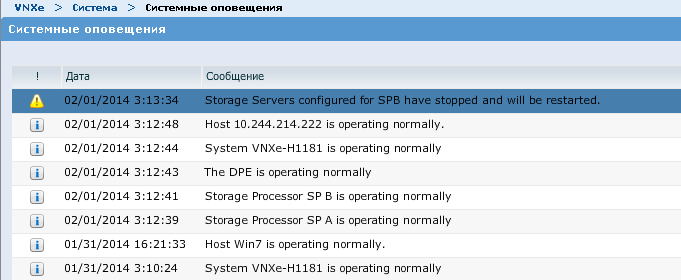 VNXe > Система > Системные оповещения
Системные оповещения
! Дата Сообщение
02/01/2014 3:13:34 Storage Servers configured for SPB have stopped and will be restarted.
02/01/2014 3:12:48 Host 10.244.214.222 is operating normally.
02/01/2014 3:12:44 System VNXe-H1181 is operating normally
02/01/2014 3:12:43 The DPE is operating normally
02/01/2014 3:12:41 Storage Processor SP B is operating normally
02/01/2014 3:12:39 Storage Processor SP A is operating normally
01/31/2014 16:21:33 Host Win7 is operating normally.
01/31/2014 3:10:24 System VNXe-H1181 is operating normally